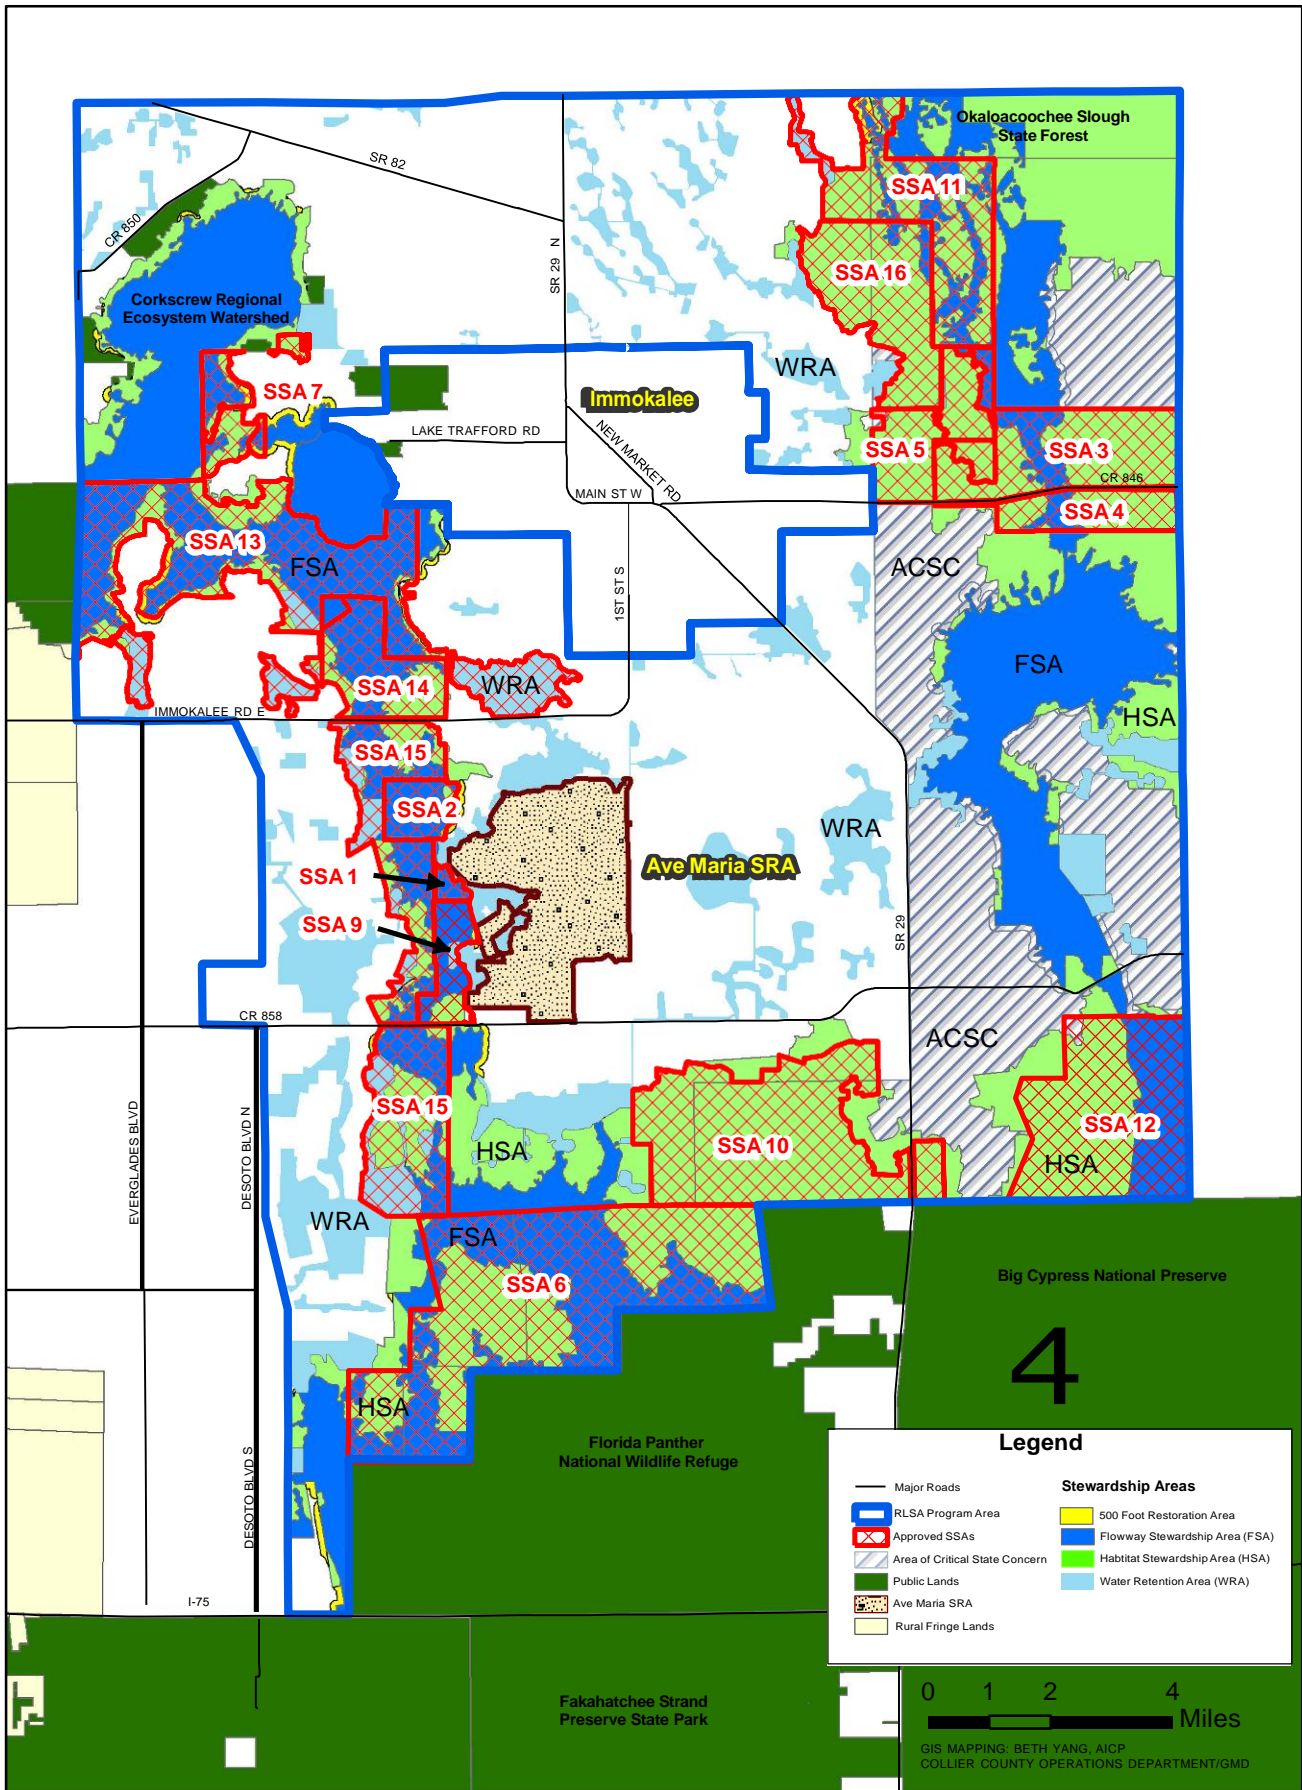 Okaloacoochee Slough
State Forest
SR 82
CR 850
SR 29 N
SSA 11
SSA 16
Corkscrew Regional
Ecosystem Watershed
SSA 7
WRA
Immokalee
LAKE TRAFFORD RD
NEW MARKET RD
SSA 5
SSA 3
CR 846
MAIN ST W
SSA 4
SSA 13
FSA
ACSC
1ST ST S
FSA
SSA 14
WRA
HSA
IMMOKALEE RD E
SSA 15
SSA 2
WRA
Ave Maria SRA
SSA 1
SSA 9
SR 29
CR 858
ACSC
EVERGLADES BLVD
DESOTO BLVD N
SSA 15
SSA 10
SSA 12
HSA
HSA
WRA
FSA
SSA 6
Big Cypress National Preserve
4
HSA
Florida Panther
National Wildlife Refuge
DESOTO BLVD S
I-75
Legend
Major Roads
RLSA Program Area
Approved SSAs
Area of Critical State Concern
Public Lands
Ave Maria SRA
Rural Fringe Lands
Stewardship Areas
500 Foot Restoration Area
Flowway Stewardship Area (FSA)
Habtitat Stewardship Area (HSA)
Water Retention Area (WRA)
Fakahatchee Strand
Preserve State Park
0 1 2 4
Miles
GIS MAPPING: BETH YANG, AICP
COLLIER COUNTY OPERATIONS DEPARTMENT/GMD